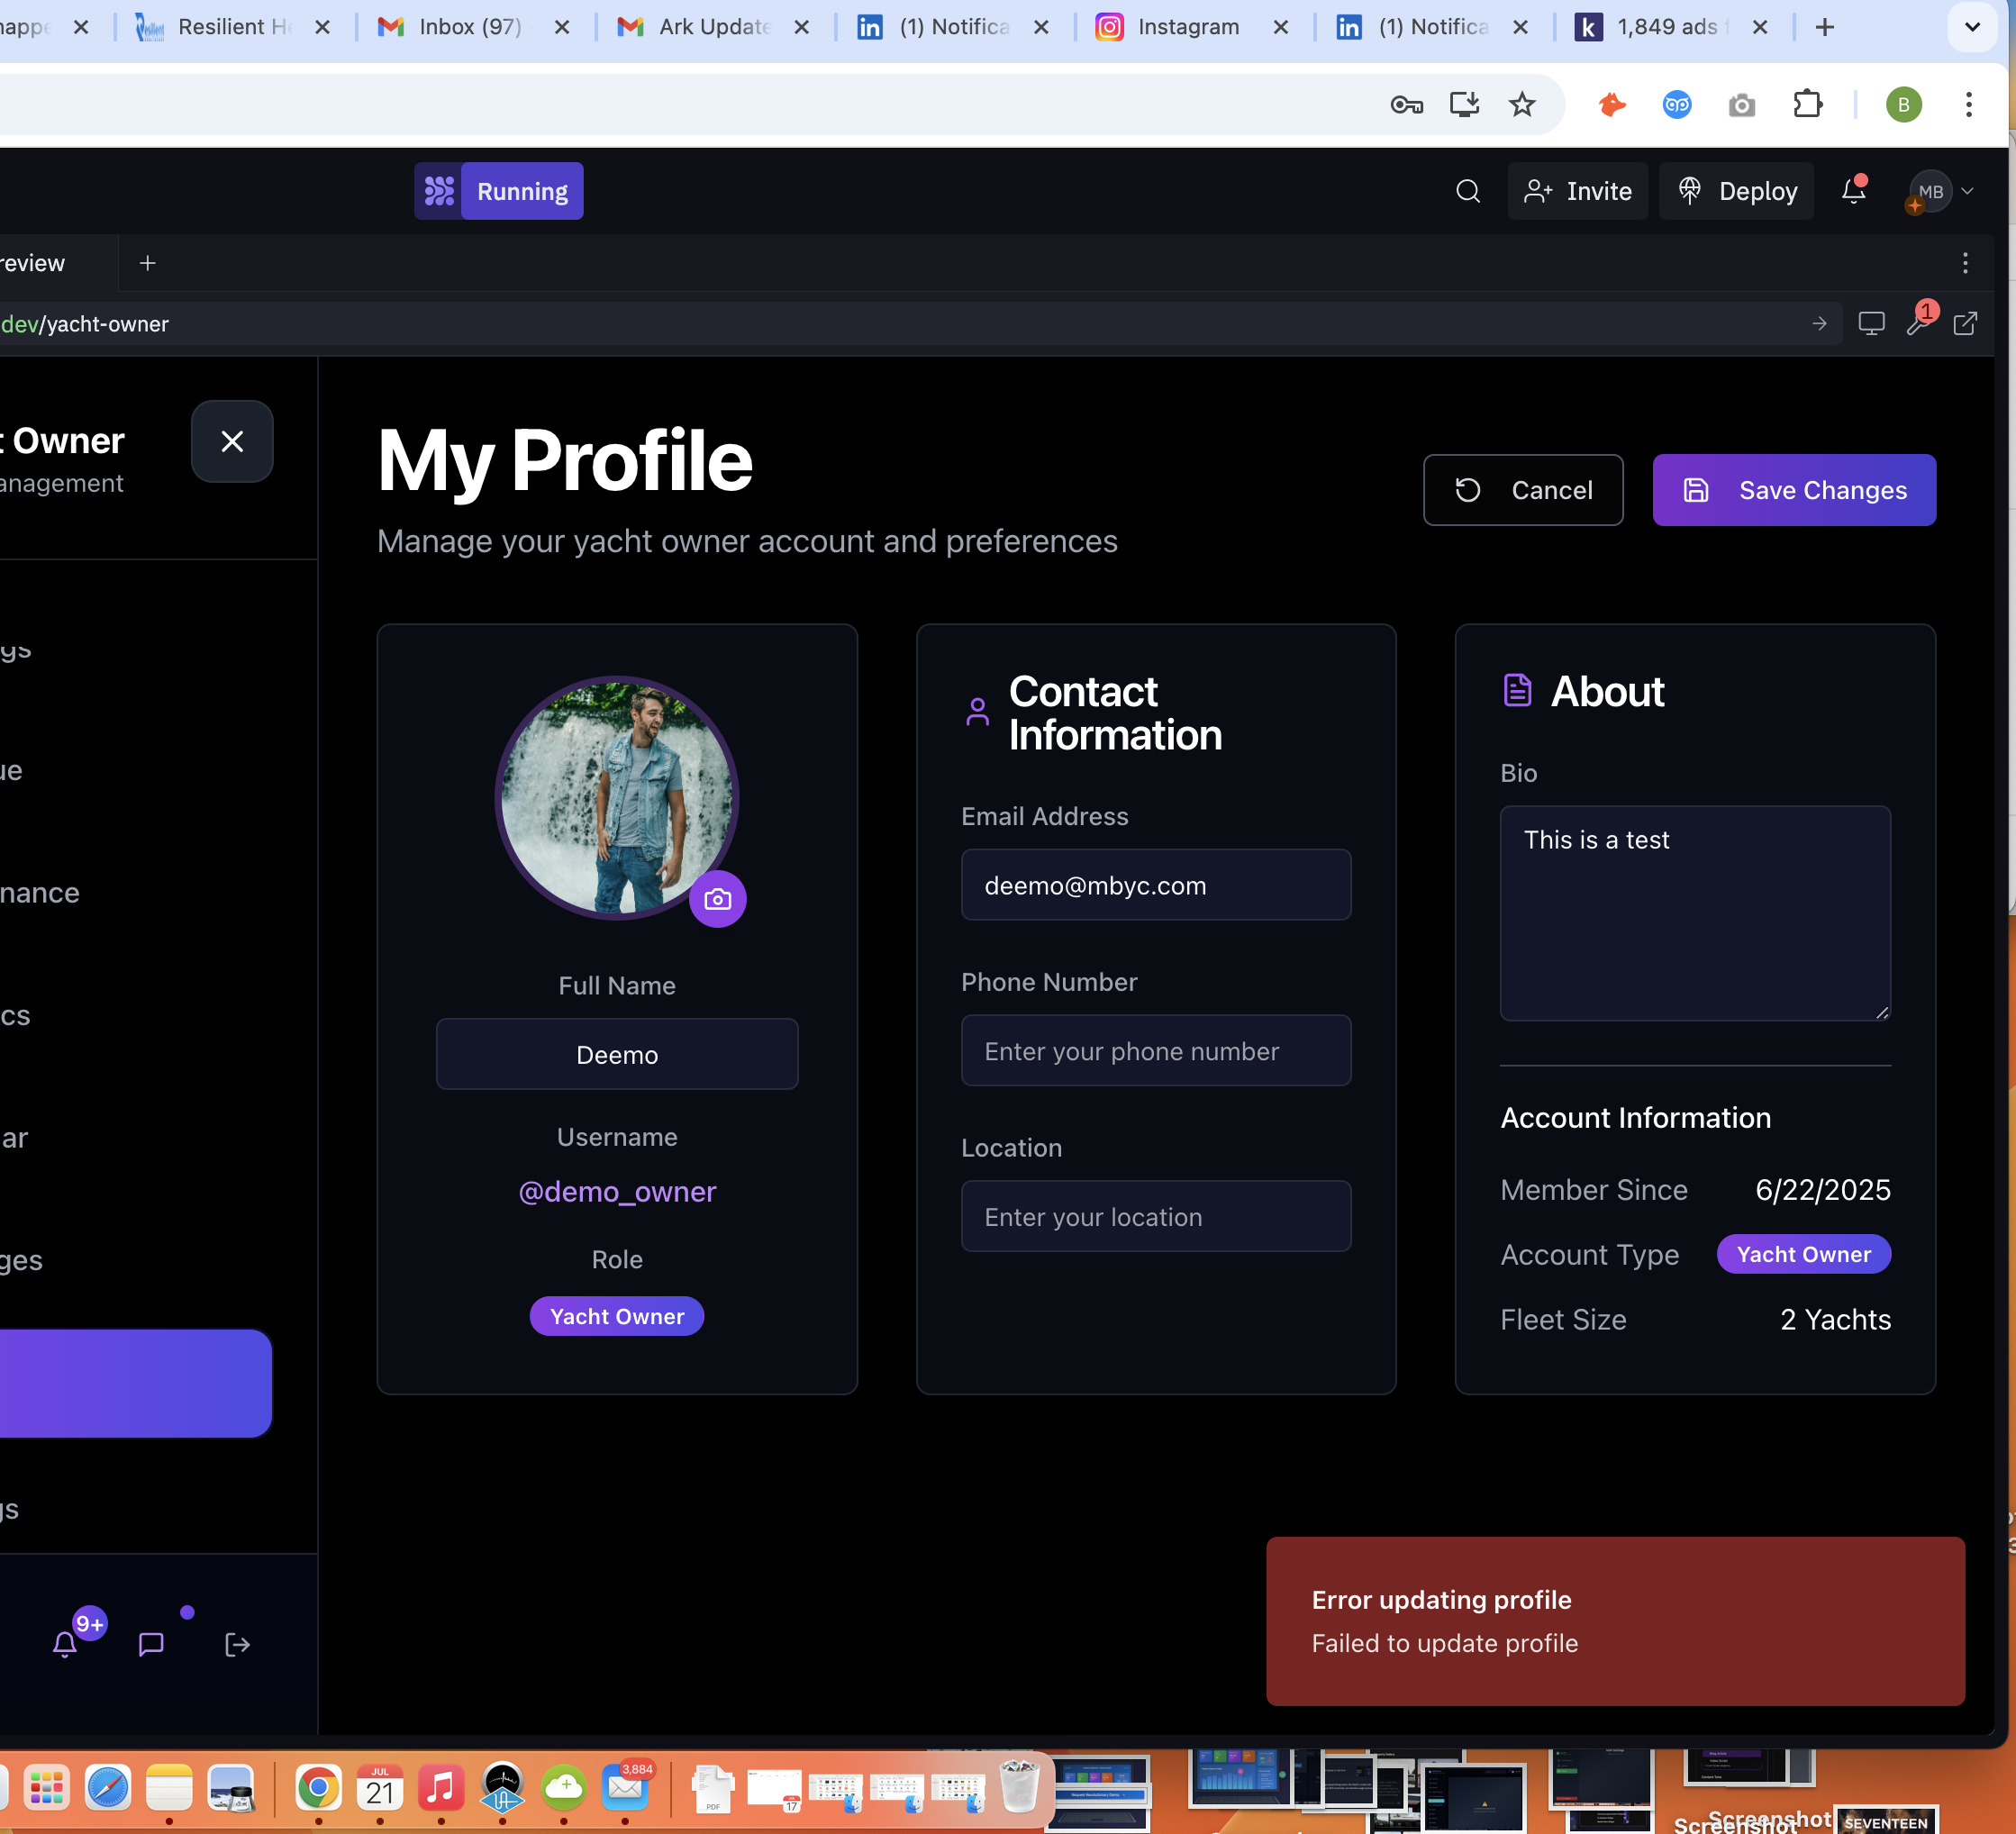 Resilient H
Inbox (97)
Ark Update
(1) Notifica
Instagram
(1) Notifica
k
1,849 ads
B
Running
Invite
Deploy
MB
review
dev/yacht-owner
1
t Owner
anagement
My Profile
Manage your yacht owner account and preferences
Cancel
Save Changes
gs
ue
nance
cs
ar
ges
gs
9+
Full Name
Deemo
Username
@demo_owner
Role
Yacht Owner
Contact
Information
Email Address
deemo@mbyc.com
Phone Number
Enter your phone number
Location
Enter your location
About
Bio
This is a test
Account Information
Member Since 6/22/2025
Account Type Yacht Owner
Fleet Size 2 Yachts
Error updating profile
Failed to update profile
JUL
21
3,884
PDF
17
Screenshot
Screenshot
SEVENTEEN